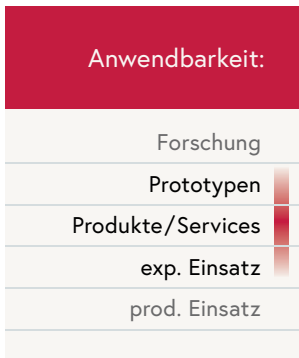 Anwendbarkeit:
Forschung
Prototypen
Produkte/Services
exp. Einsatz
prod. Einsatz